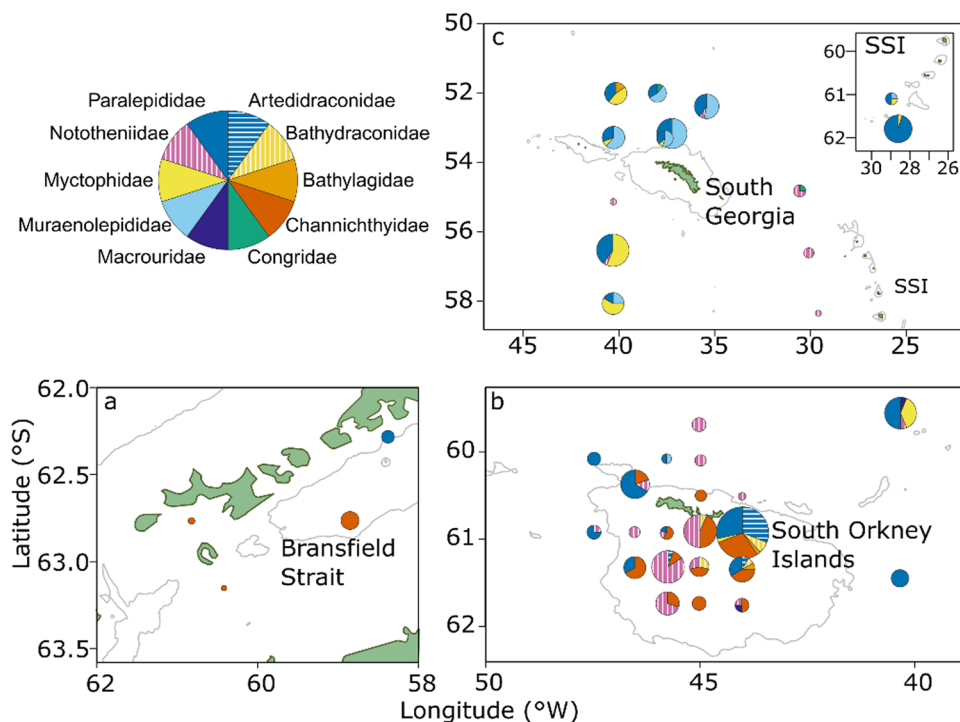 Paralepididae
Artedidraconidae
Nototheniidae
Bathydraconidae
Myctophidae
Bathylagidae
Muraenolepididae
Channichthyidae
Macrouridae
Congridae
c
50
52
54
56
58
45
40
35
30
25
South
Georgia
SSI
SSI
60
61
62
30
28
26
a
62.0
62.5
63.0
63.5
62
60
58
Bransfield
Strait
Latitude (°S)
b
60
61
62
50
45
40
South Orkney
Islands
Longitude (°W)